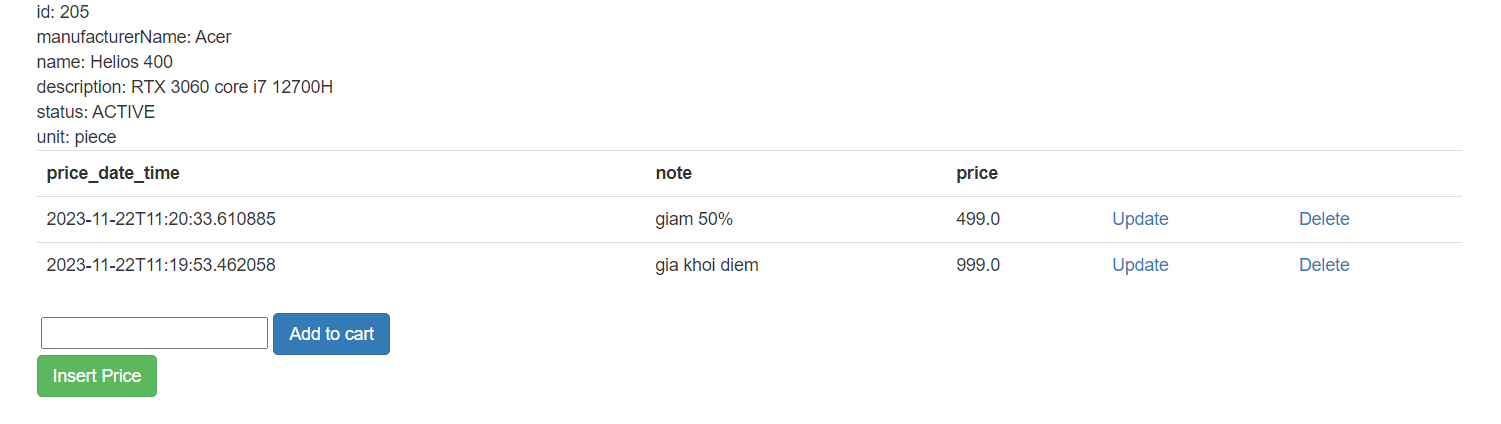 id: 205
manufacturerName: Acer
name: Helios 400
description: RTX 3060 core i7 12700H
status: ACTIVE
unit: piece
price_date_time note price
2023-11-22T11:20:33.610885 giam 50% 499.0 Update Delete
2023-11-22T11:19:53.462058 gia khoi diem 999.0 Update Delete
Add to cart
Insert Price